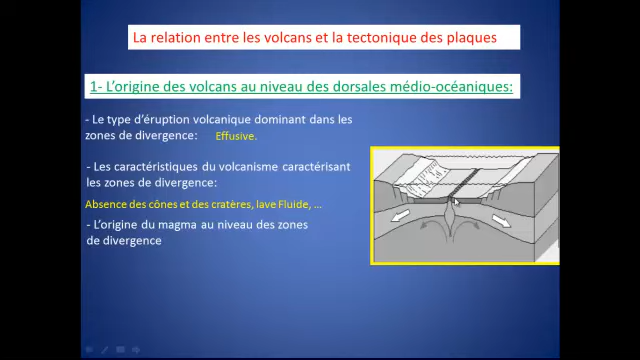 La relation entre les volcans et la tectonique des plaques
1- L'origine des volcans au niveau des dorsales médio-océaniques:
- Le type d'éruption volcanique dominant dans les
zones de divergence: Effusive.
- Les caractéristiques du volcanisme caractérisant
les zones de divergence:
Absence des cônes et des cratères, lave Fluide, ...
- L'origine du magma au niveau des zones
de divergence